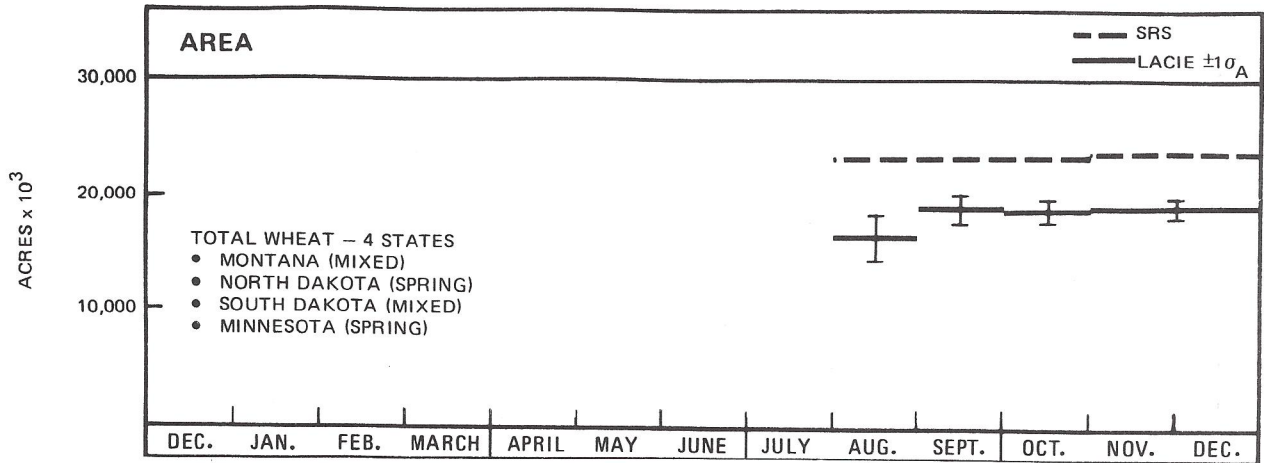 AREA
SRS
LACIE ±1σA
30,000
20,000
10,000
ACRES x 10³
TOTAL WHEAT – 4 STATES
• MONTANA (MIXED)
• NORTH DAKOTA (SPRING)
• SOUTH DAKOTA (MIXED)
• MINNESOTA (SPRING)
DEC. JAN. FEB. MARCH APRIL MAY JUNE JULY AUG. SEPT. OCT. NOV. DEC.